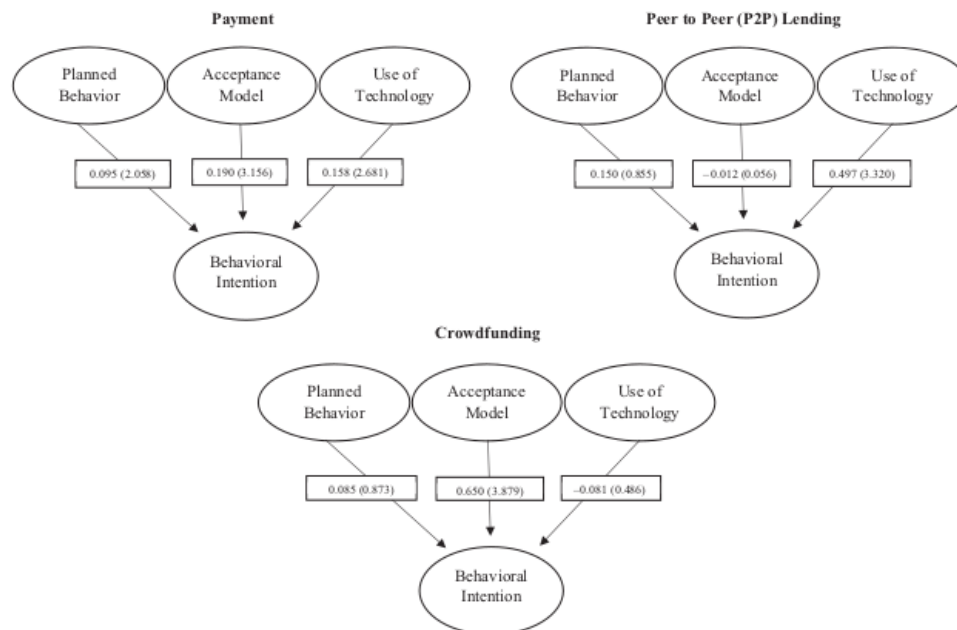 Payment
Planned
Behavior
Acceptance
Model
Use of
Technology
0.095 (2.058)
0.190 (3.156)
0.158 (2.681)
Behavioral
Intention
Peer to Peer (P2P) Lending
Planned
Behavior
Acceptance
Model
Use of
Technology
0.150 (0.855)
–0.012 (0.056)
0.497 (3.320)
Behavioral
Intention
Crowdfunding
Planned
Behavior
Acceptance
Model
Use of
Technology
0.085 (0.873)
0.650 (3.879)
–0.081 (0.486)
Behavioral
Intention